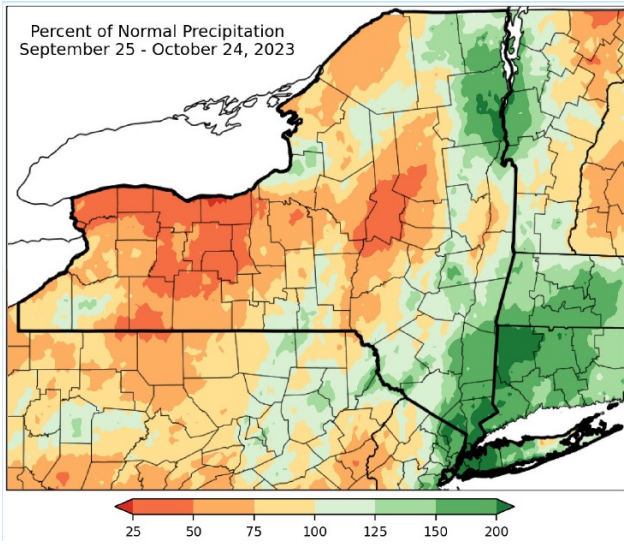 Percent of Normal Precipitation
September 25 - October 24, 2023
25 50 75 100 125 150 200